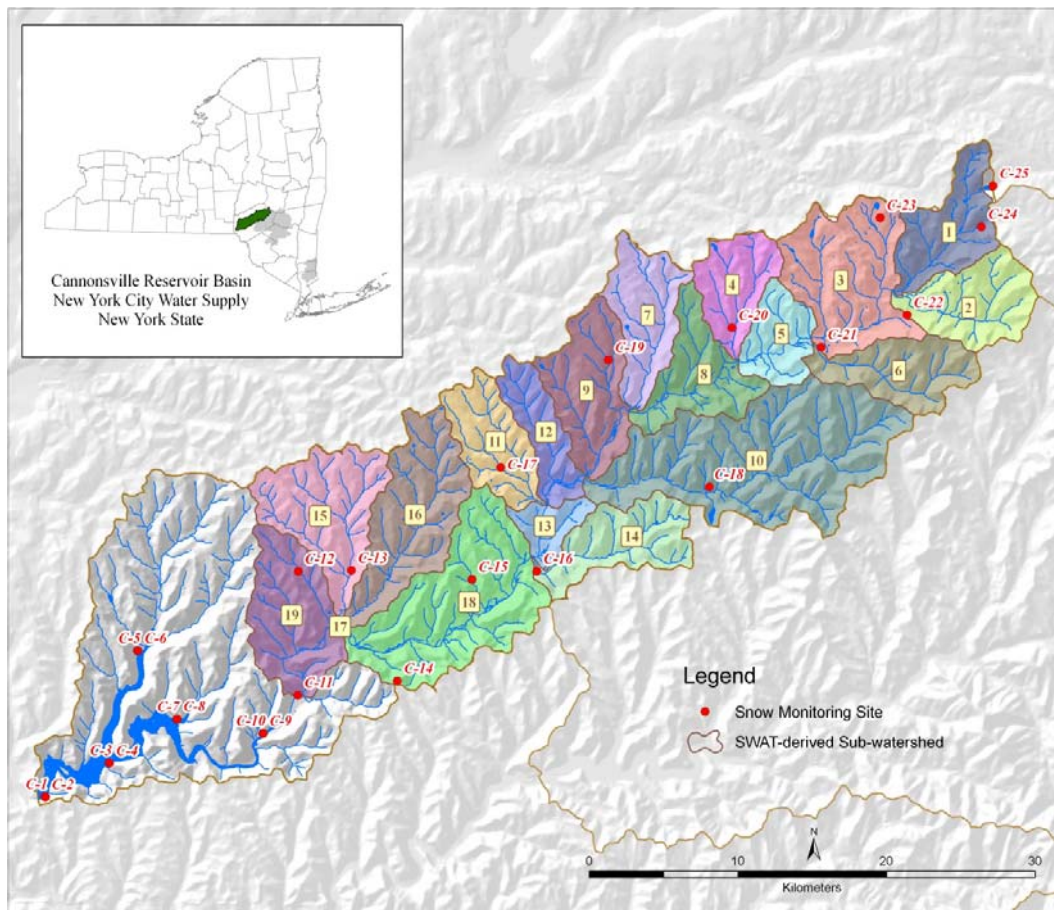 Cannonsville Reservoir Basin
New York City Water Supply
New York State
C-25
C-23
C-24
1
3
4
7
C-22
2
C-20
5
C-21
C-19
6
8
9
12
11
C-17
10
C-18
16
15
13
14
C-12
C-13
C-15
C-16
18
19
17
C-5 C-6
C-14
C-11
C-7 C-8
C-10 C-9
C-3 C-4
C-1 C-2
Legend
Snow Monitoring Site
SWAT-derived Sub-watershed
N
0 10 20 30
Kilometers